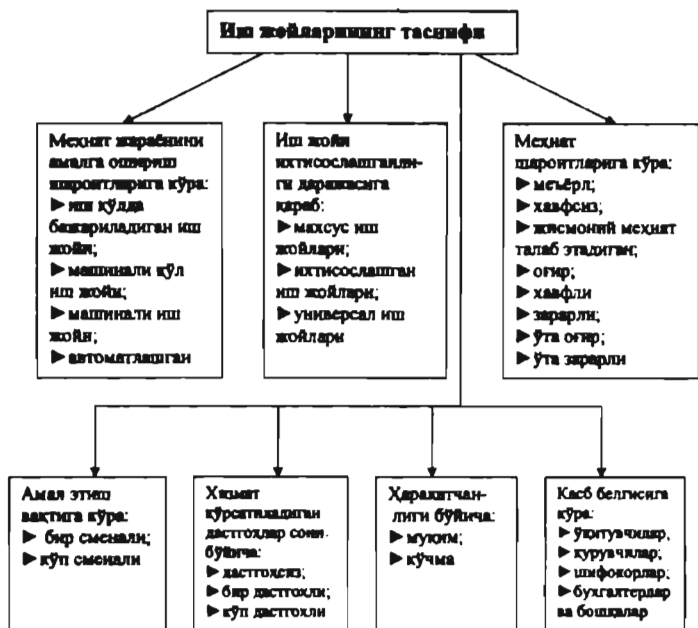 Иш жойларининг таснифи
Меҳнат жараёнини
амалга ошириш
шароитларига кўра:
► иш қўлда
бажариладиган иш
жойи;
► машинали қўл
иш жойи;
► машинали иш
жойи;
► автоматлашган
Иш жойи
ихтисослашганли-
ги даражасига
қараб:
► махсус иш
жойлари;
► ихтисослашган
иш жойлари;
► универсал иш
жойлари
Меҳнат
шароитларига кўра:
► меъёрл;
► хавфсиз;
► жисмоний меҳнат
талаб этадиган;
► оғир;
► хавфли
► зарарли;
► ўта оғир;
► ўта зарарли
Амал этиш
вақтига кўра:
► бир сменали;
► кўп сменали
Хизмат
кўрсатиладиган
дастгоҳлар сони
бўйича:
► дастгоҳсиз;
► бир дастгоҳли;
► кўп дастгоҳли
Ҳаракатчан-
лиги бўйича:
► муқим;
► кўчма
Касб белгисига
кўра:
► ўқитувчилар,
► қурувчилар;
► шифокорлар;
► бухгалтерлар
ва бошқалар